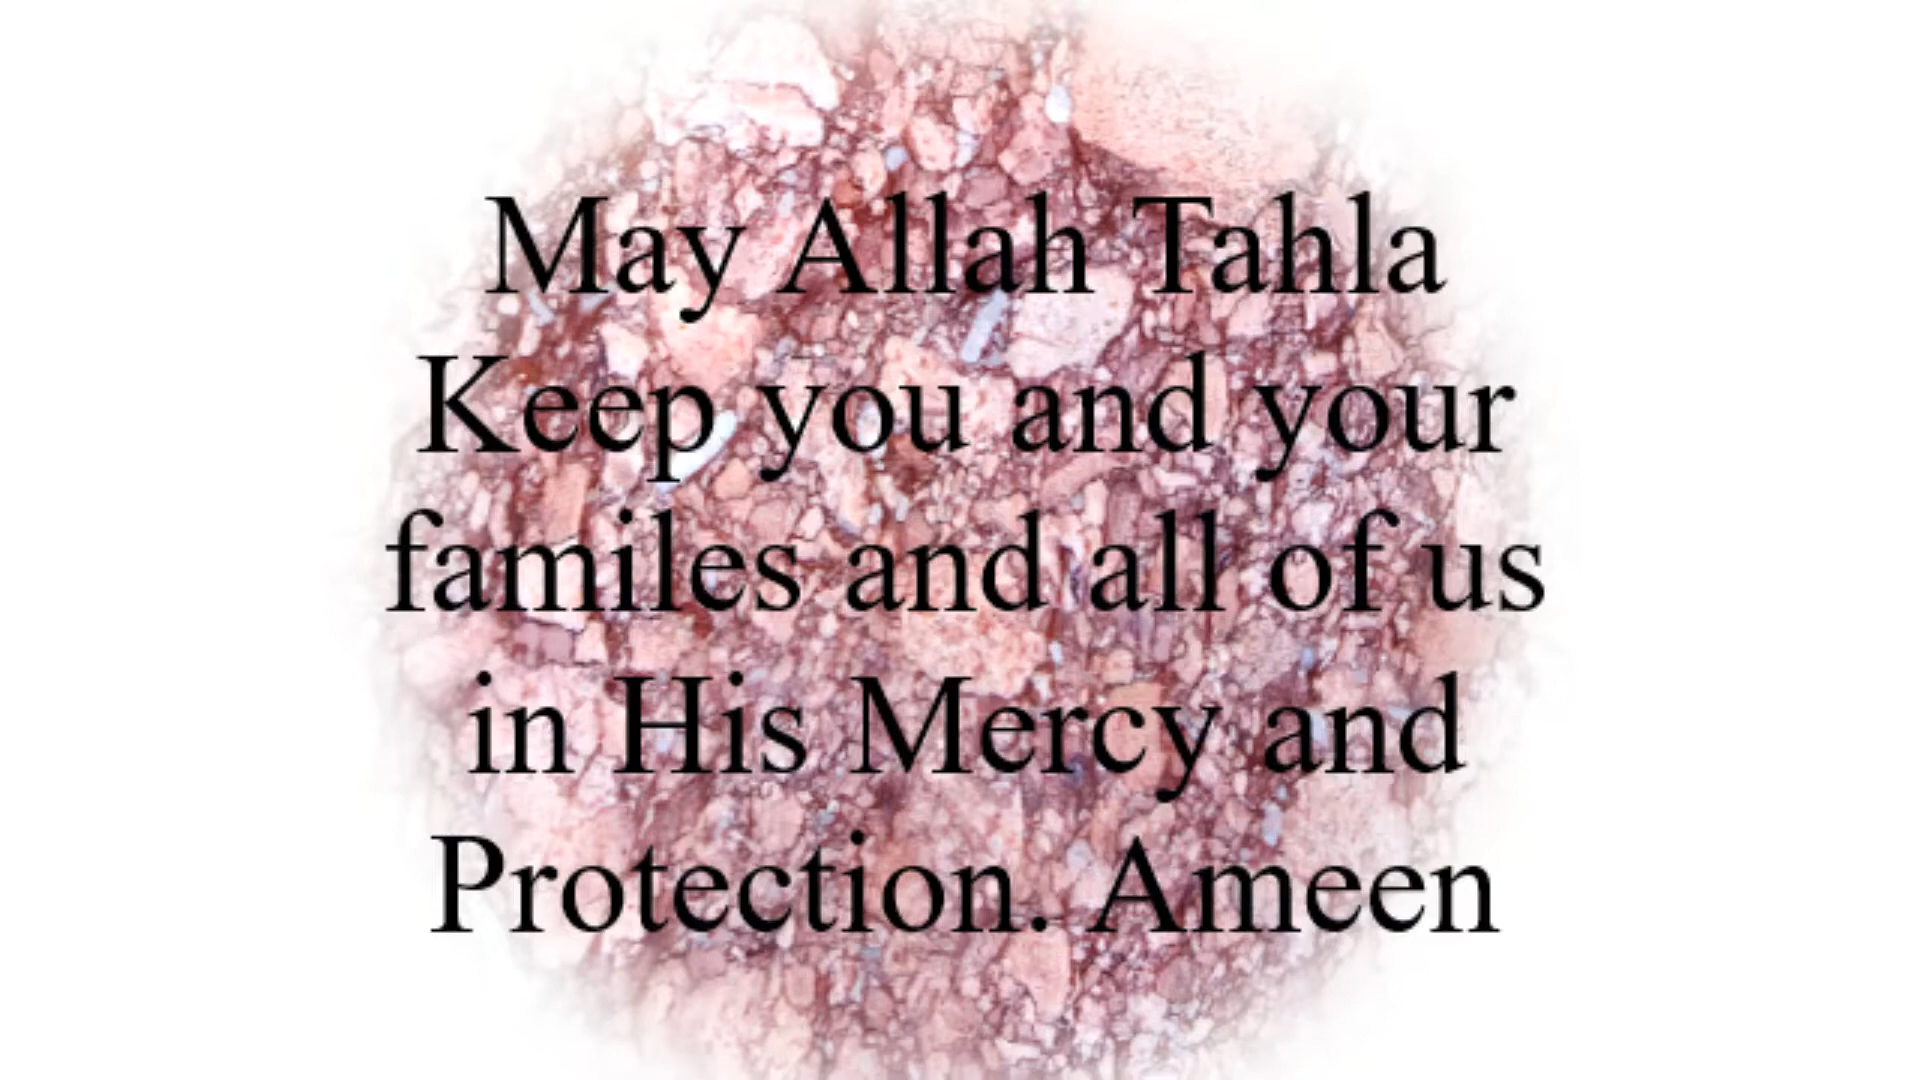 May Allah Tahla
Keep you and your
familes and all of us
in His Mercy and
Protection. Ameen